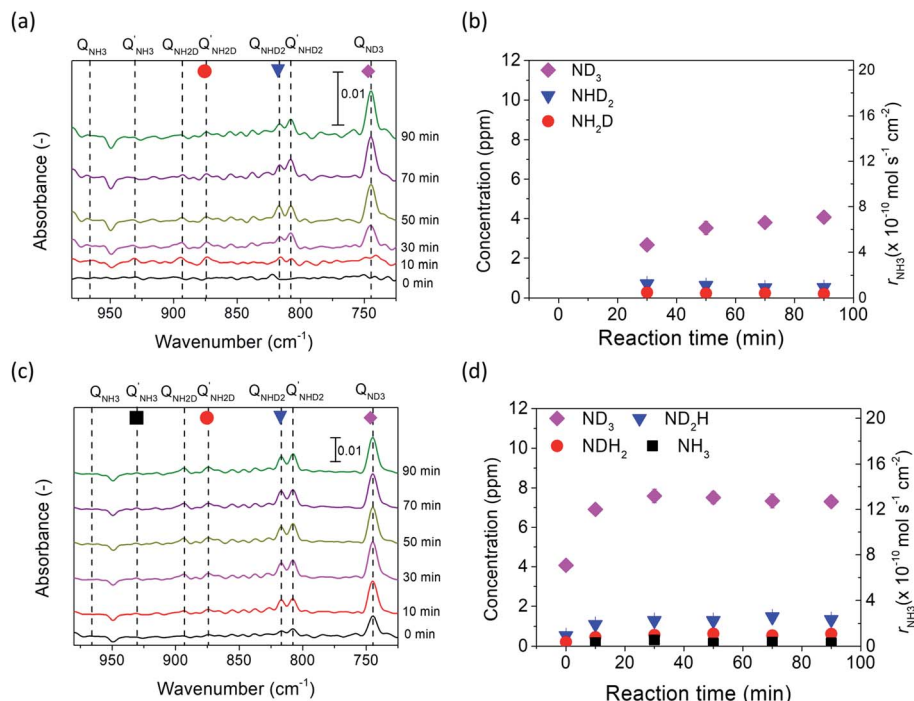 (a)
Q_NH3 Q'_NH3 Q_NH2D Q'_NH2D Q_NHD2 Q'_NHD2 Q_ND3
0.01
90 min
70 min
50 min
30 min
10 min
0 min
Absorbance (-)
950 900 850 800 750
Wavenumber (cm⁻¹)
(b)
ND₃
NHD₂
NH₂D
12
10
8
6
4
2
0
Concentration (ppm)
20
16
12
8
4
0
r_NH3 (x 10⁻¹⁰ mol s⁻¹ cm⁻²)
0 20 40 60 80 100
Reaction time (min)
(c)
Q_NH3 Q'_NH3 Q_NH2D Q'_NH2D Q_NHD2 Q'_NHD2 Q_ND3
0.01
90 min
70 min
50 min
30 min
10 min
0 min
Absorbance (-)
950 900 850 800 750
Wavenumber (cm⁻¹)
(d)
ND₃ ND₂H
NDH₂ NH₃
12
10
8
6
4
2
0
Concentration (ppm)
20
16
12
8
4
0
r_NH3 (x 10⁻¹⁰ mol s⁻¹ cm⁻²)
0 20 40 60 80 100
Reaction time (min)